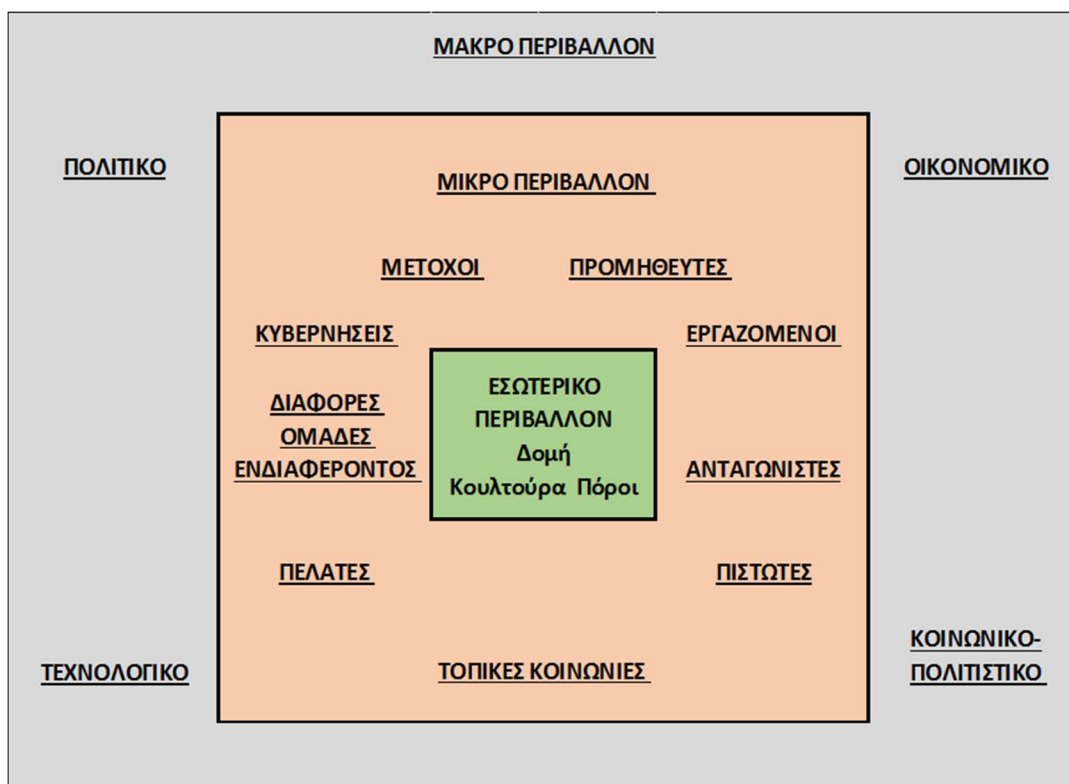 ΜΑΚΡΟ ΠΕΡΙΒΑΛΛΟΝ
ΠΟΛΙΤΙΚΟ
ΟΙΚΟΝΟΜΙΚΟ
ΜΙΚΡΟ ΠΕΡΙΒΑΛΛΟΝ
ΜΕΤΟΧΟΙ
ΠΡΟΜΗΘΕΥΤΕΣ
ΚΥΒΕΡΝΗΣΕΙΣ
ΕΡΓΑΖΟΜΕΝΟΙ
ΔΙΑΦΟΡΕΣ
ΟΜΑΔΕΣ
ΕΝΔΙΑΦΕΡΟΝΤΟΣ
ΕΣΩΤΕΡΙΚΟ
ΠΕΡΙΒΑΛΛΟΝ
Δομή
Κουλτούρα Πόροι
ΑΝΤΑΓΩΝΙΣΤΕΣ
ΠΕΛΑΤΕΣ
ΠΙΣΤΩΤΕΣ
ΤΕΧΝΟΛΟΓΙΚΟ
ΤΟΠΙΚΕΣ ΚΟΙΝΩΝΙΕΣ
ΚΟΙΝΩΝΙΚΟ-
ΠΟΛΙΤΙΣΤΙΚΟ